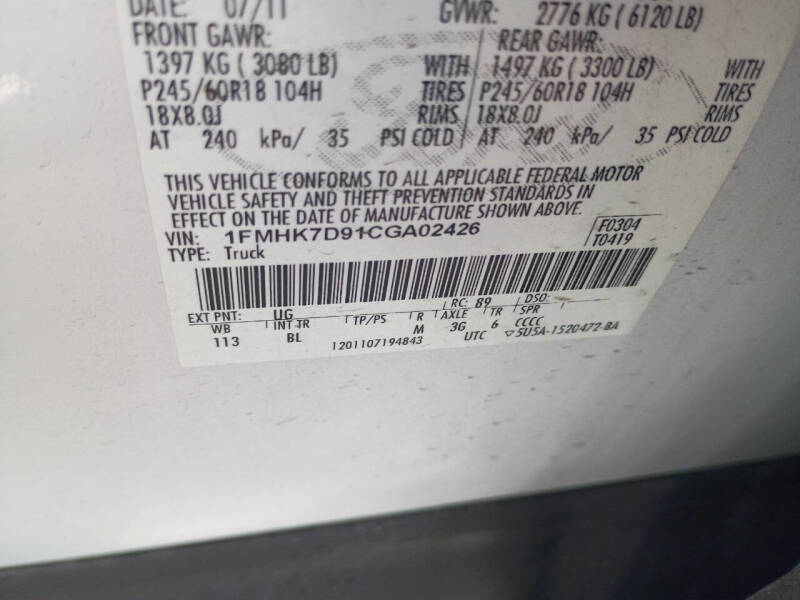 DATE: 07/11 GVWR: 2776 KG ( 6120 LB)
FRONT GAWR: REAR GAWR:
1397 KG ( 3080 LB) WITH 1497 KG ( 3300 LB) WITH
P245/60R18 104H TIRES P245/60R18 104H TIRES
18X8.0J RIMS 18X8.0J RIMS
AT 240 kPa/ 35 PSI COLD AT 240 kPa/ 35 PSI COLD
THIS VEHICLE CONFORMS TO ALL APPLICABLE FEDERAL MOTOR
VEHICLE SAFETY AND THEFT PREVENTION STANDARDS IN
EFFECT ON THE DATE OF MANUFACTURE SHOWN ABOVE.
VIN: 1FMHK7D91CGA02426 F0304
TYPE: Truck T0419
EXT PNT: UG RC: 89 DSO:
WB INT TR TP/PS R AXLE TR SPR
113 BL M 3G 6 CCCC
1201107194843 UTC ▽5U5A-1520472-BA